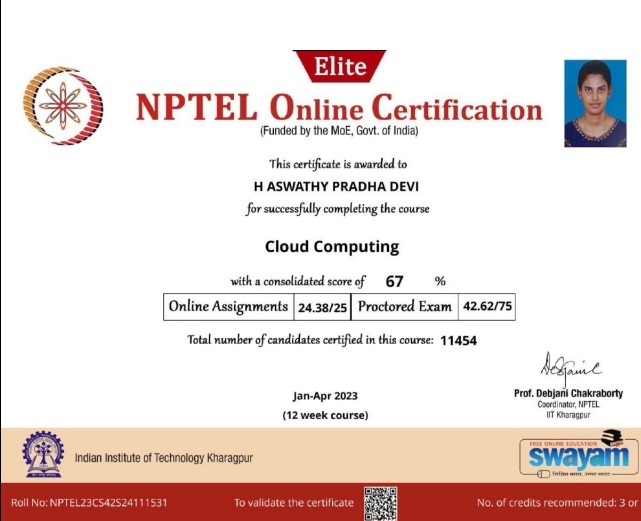 Elite
NPTEL Online Certification
(Funded by the MoE, Govt. of India)
This certificate is awarded to
H ASWATHY PRADHA DEVI
for successfully completing the course
Cloud Computing
with a consolidated score of 67 %
Online Assignments 24.38/25 Proctored Exam 42.62/75
Total number of candidates certified in this course: 11454
Jan-Apr 2023
(12 week course)
Prof. Debjani Chakraborty
Coordinator, NPTEL
IIT Kharagpur
Indian Institute of Technology Kharagpur
FREE ONLINE EDUCATION
swayam
शिक्षित भारत, उन्नत भारत
Roll No: NPTEL23CS42S24111531 To validate the certificate No. of credits recommended: 3 or